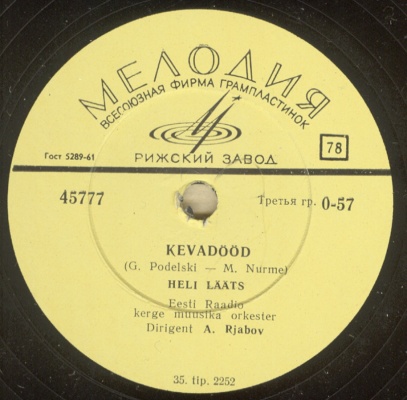 МЕЛОДИЯ
ВСЕСОЮЗНАЯ ФИРМА ГРАМПЛАСТИНОК
Гост 5289-61
РИЖСКИЙ ЗАВОД
78
45777
Третья гр. 0-57
KEVADÖÖD
(G. Podelski — M. Nurme)
HELI LÄÄTS
Eesti Raadio
kerge muusika orkester
Dirigent A. Rjabov
35. tip. 2252